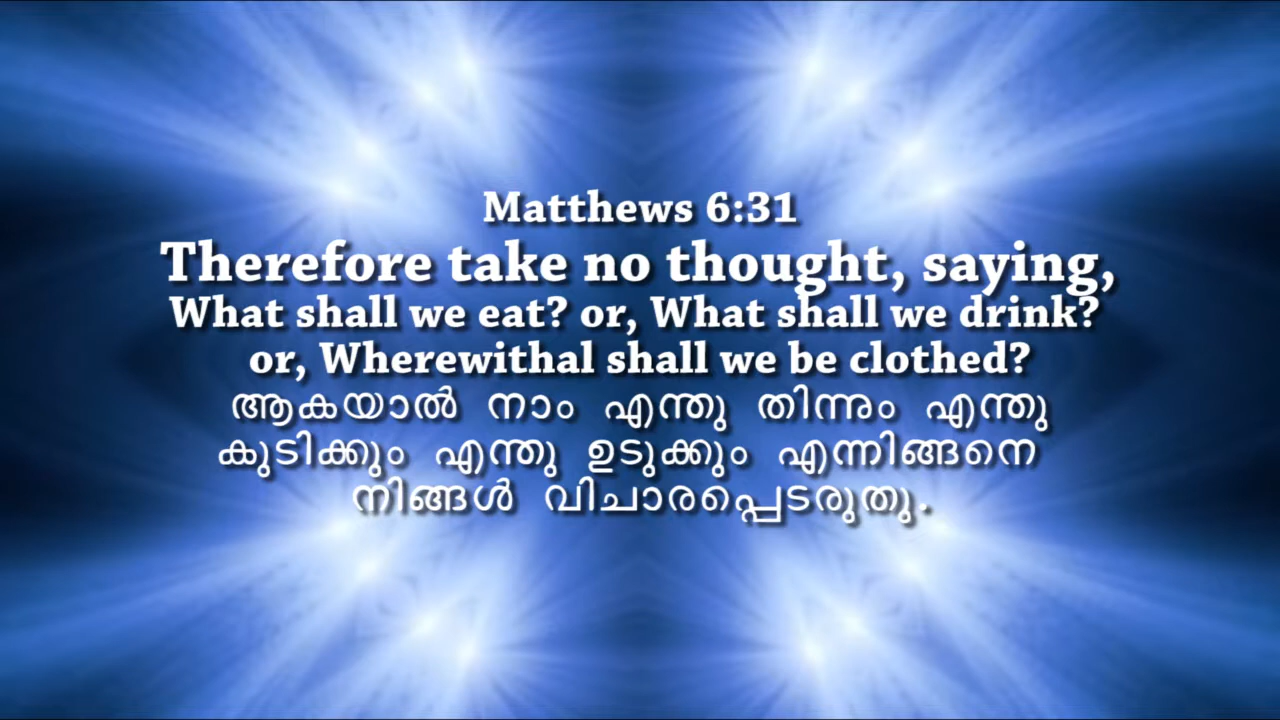 Matthews 6:31
Therefore take no thought, saying,
What shall we eat? or, What shall we drink?
or, Wherewithal shall we be clothed?
ആകയാൽ നാം എന്തു തിന്നും എന്തു
കുടിക്കും എന്തു ഉടുക്കും എന്നിങ്ങനെ
നിങ്ങൾ വിചാരപ്പെടരുതു.